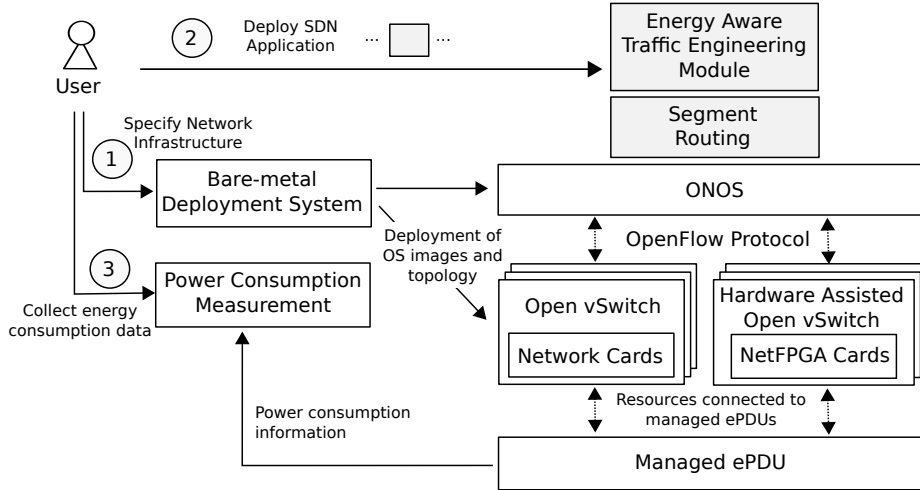 2
Deploy SDN
Application
...
...
Energy Aware
Traffic Engineering
Module
User
Segment
Routing
Specify Network
Infrastructure
1
Bare-metal
Deployment System
ONOS
Deployment of
OS images and
topology
OpenFlow Protocol
3
Power Consumption
Measurement
Collect energy
consumption data
Open vSwitch
Network Cards
Hardware Assisted
Open vSwitch
NetFPGA Cards
Resources connected to
managed ePDUs
Power consumption
information
Managed ePDU